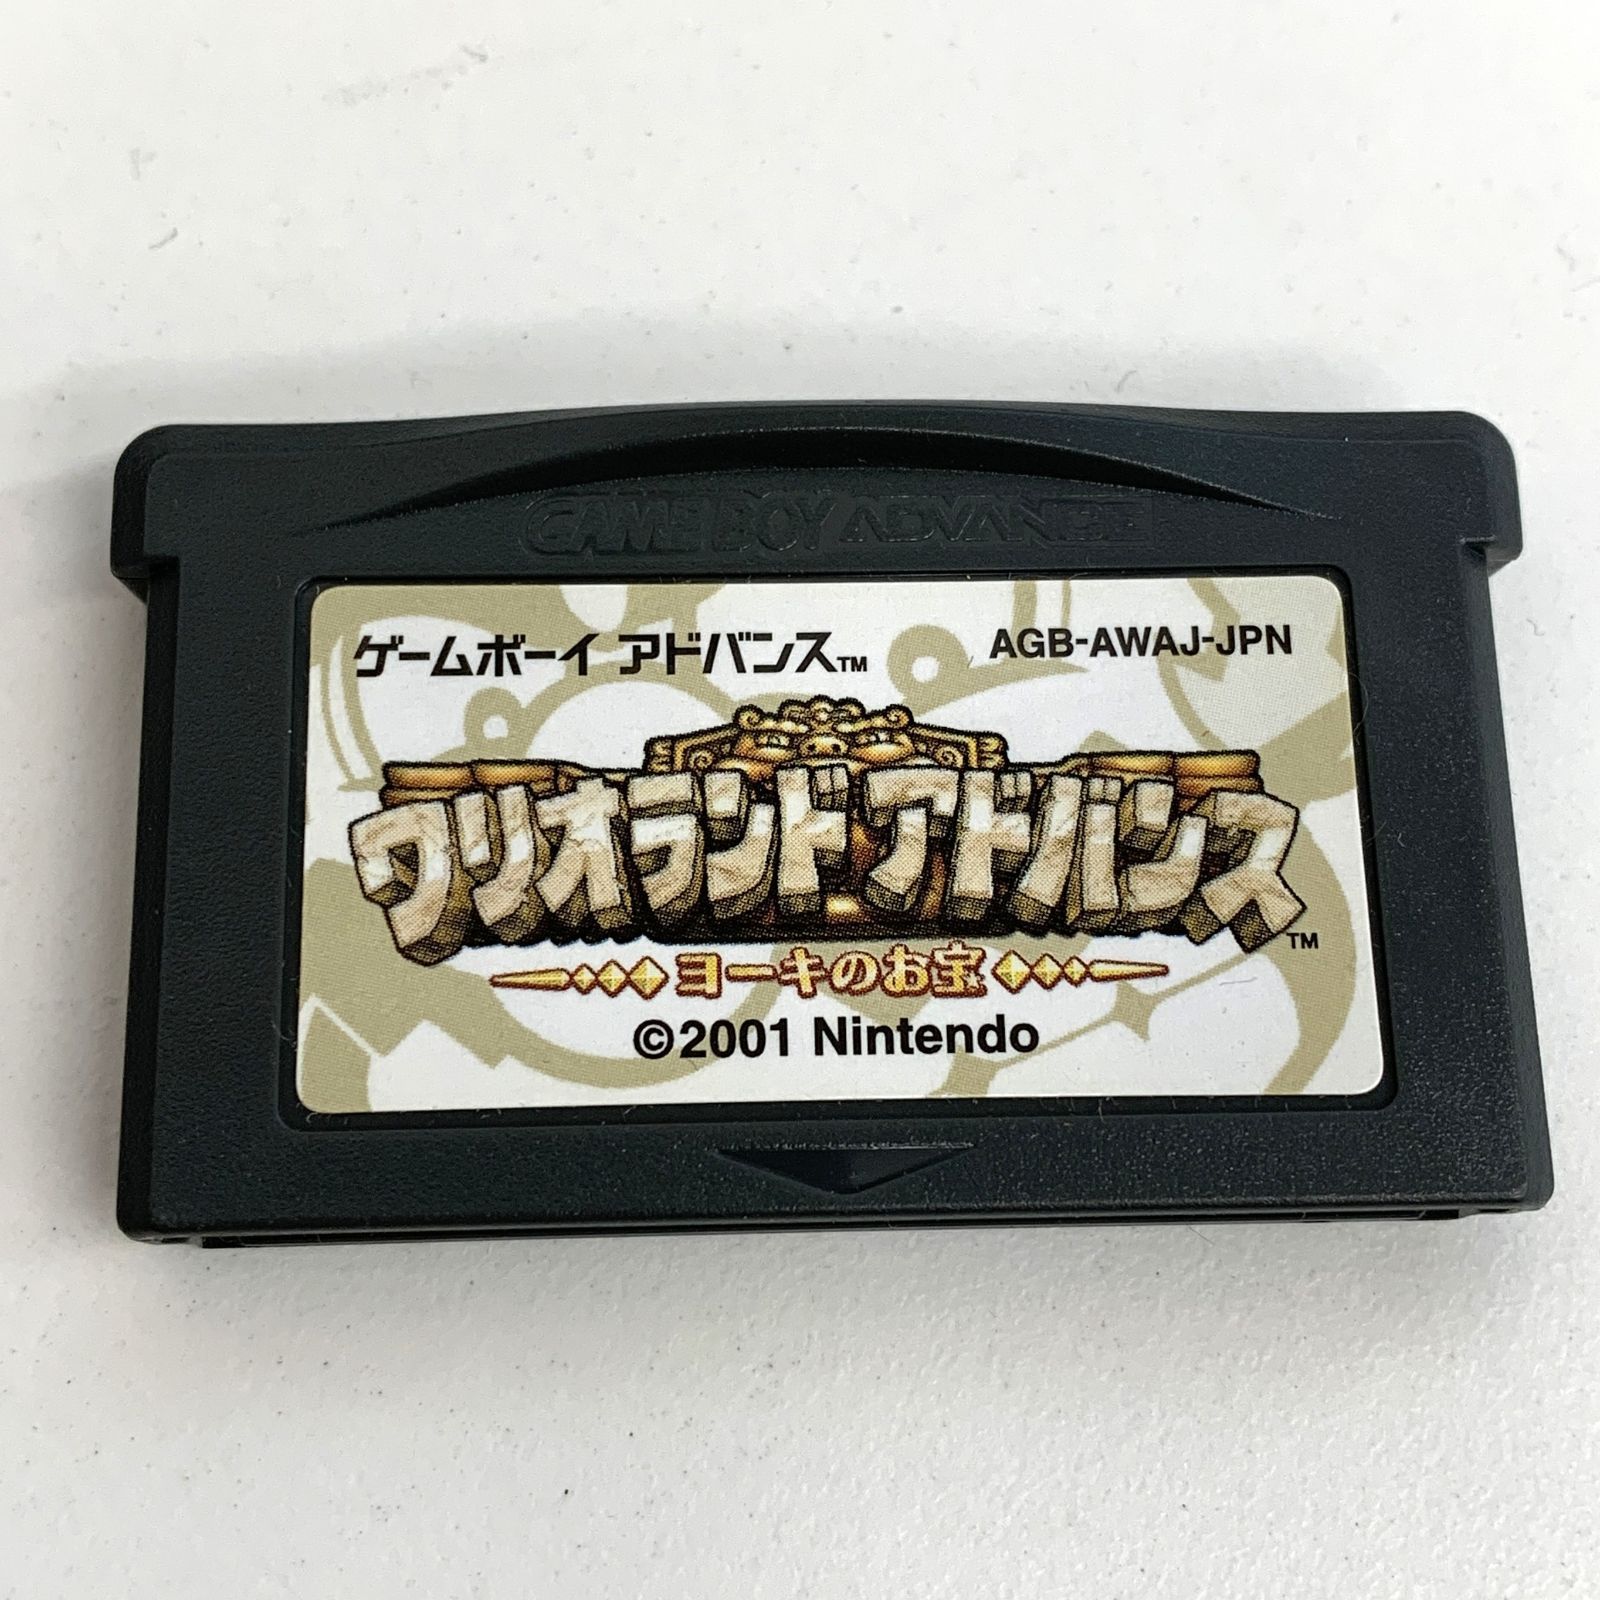 GAME BOY ADVANCE
ゲームボーイ アドバンス™
AGB-AWAJ-JPN
ワリオランドアドバンス™
ヨーキのお宝
©2001 Nintendo